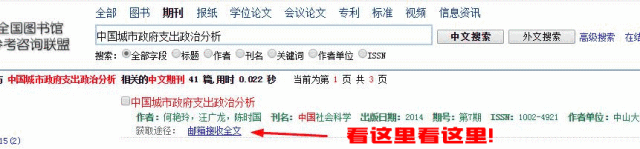 全部 图书 期刊 报纸 学位论文 会议论文 专利 标准 视频 信息资讯
全国图书馆
参考咨询联盟
中国城市政府支出政治分析 中文搜索 外文搜索 高级搜索
搜索: 全部字段 标题 作者 刊名 关键词 作者单位 ISSN
中国城市政府支出政治分析 相关的中文期刊 41 篇,用时 0.022 秒 当前为第 1 页 共 3 页
中国城市政府支出政治分析
作者: 何艳玲, 汪广龙, 陈时国 刊名: 中国社会科学 出版日期: 2014 期号: 第7期 ISSN: 1002-4921 作者单位: 中山大
获取途径: 邮箱接收全文 看这里看这里!
15 (2)